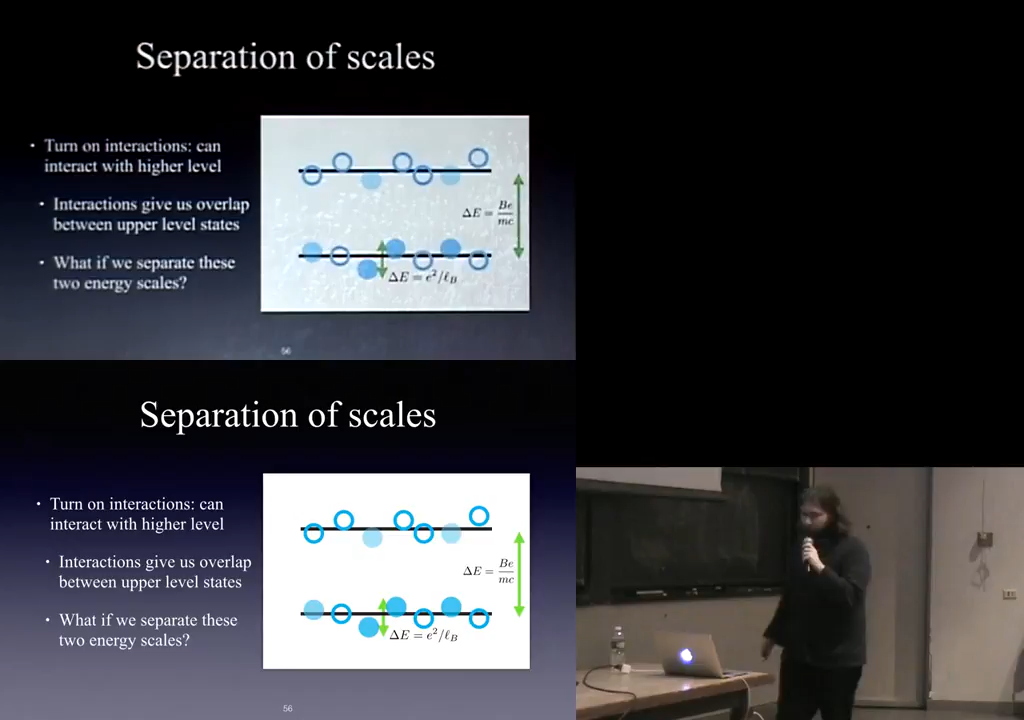 Separation of scales
• Turn on interactions: can
interact with higher level
• Interactions give us overlap
between upper level states
• What if we separate these
two energy scales?
ΔE = Be/mc
ΔE = e²/ℓB
56
Separation of scales
• Turn on interactions: can
interact with higher level
• Interactions give us overlap
between upper level states
• What if we separate these
two energy scales?
ΔE = Be/mc
ΔE = e²/ℓB
56